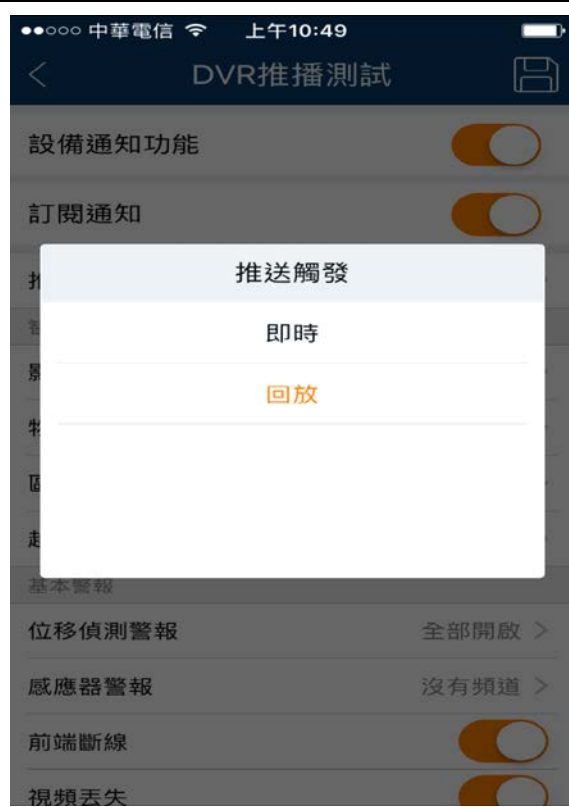 中華電信 上午10:49
DVR推播測試
設備通知功能
訂閱通知
推送觸發
即時
回放
基本警報
位移偵測警報 全部開啟 >
感應器警報 沒有頻道 >
前端斷線
視頻丟失